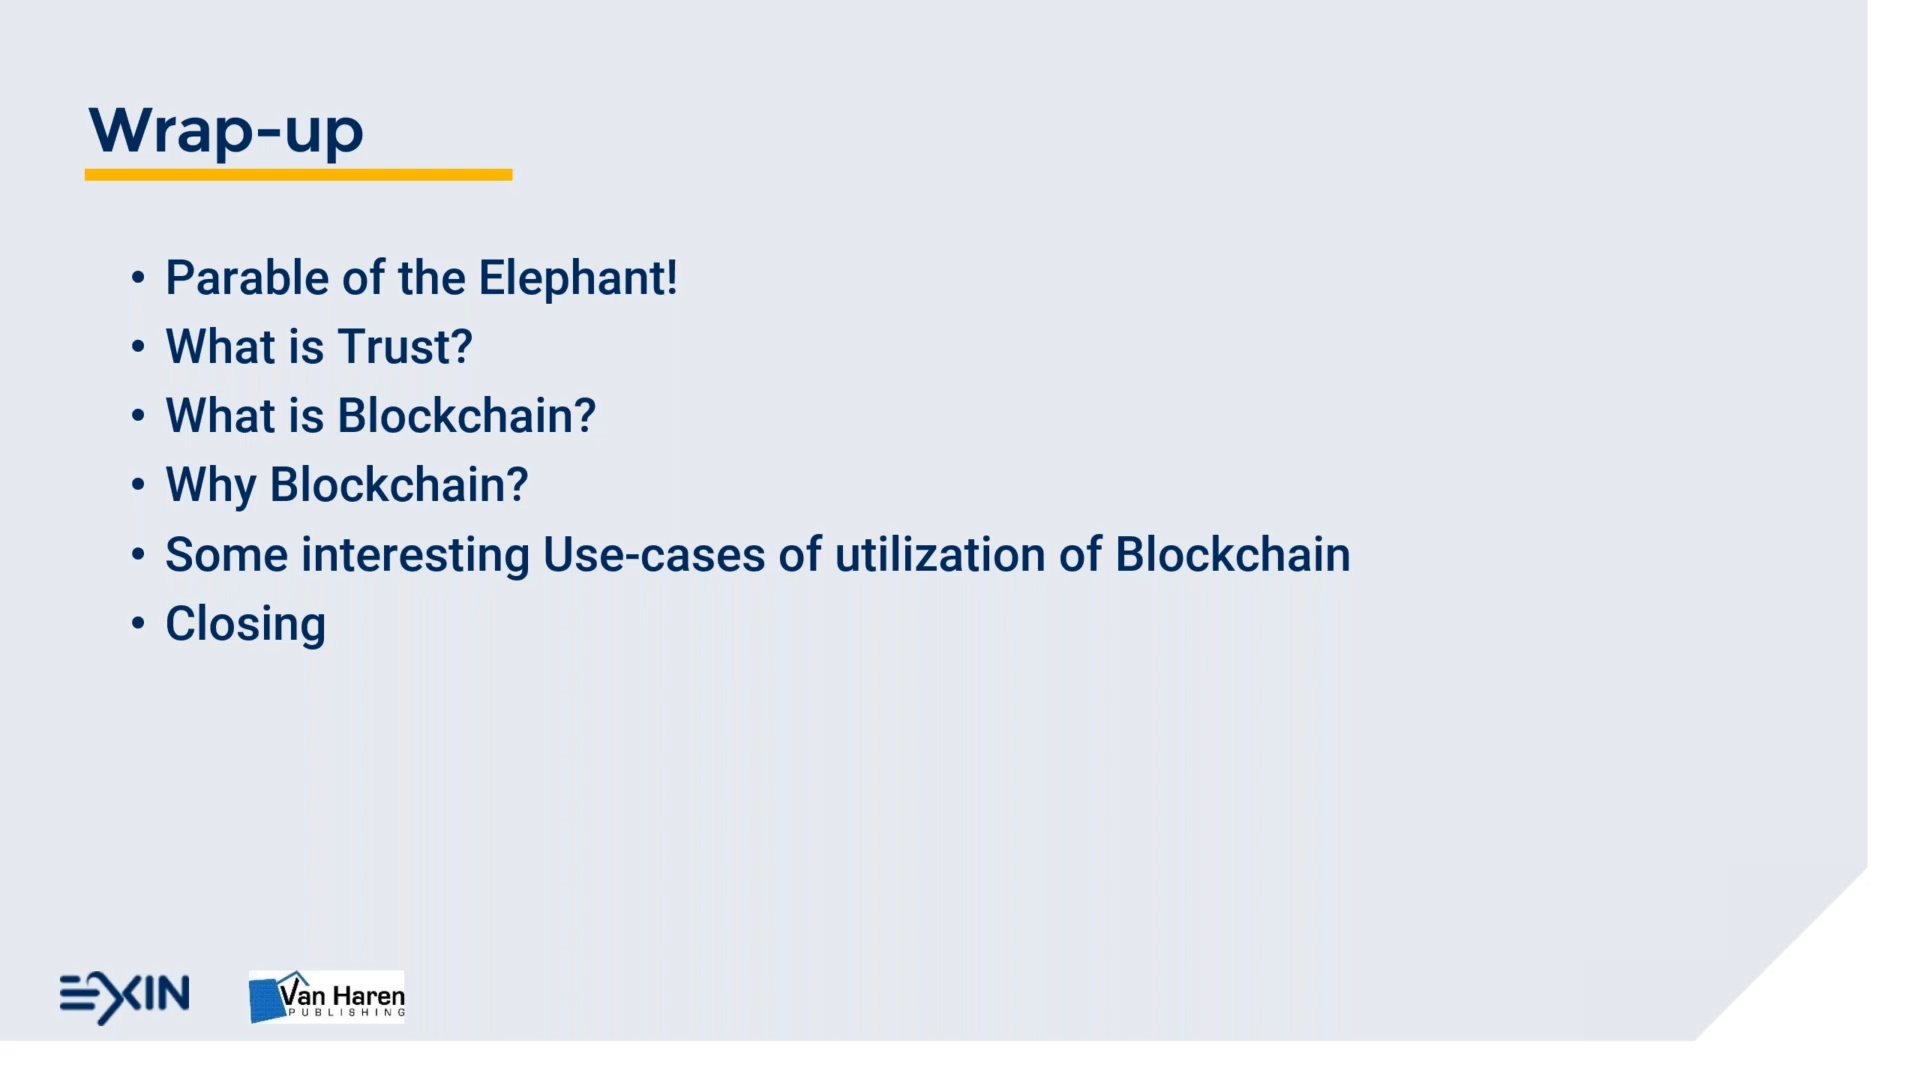 Wrap-up
• Parable of the Elephant!
• What is Trust?
• What is Blockchain?
• Why Blockchain?
• Some interesting Use-cases of utilization of Blockchain
• Closing
EXIN
Van Haren
PUBLISHING